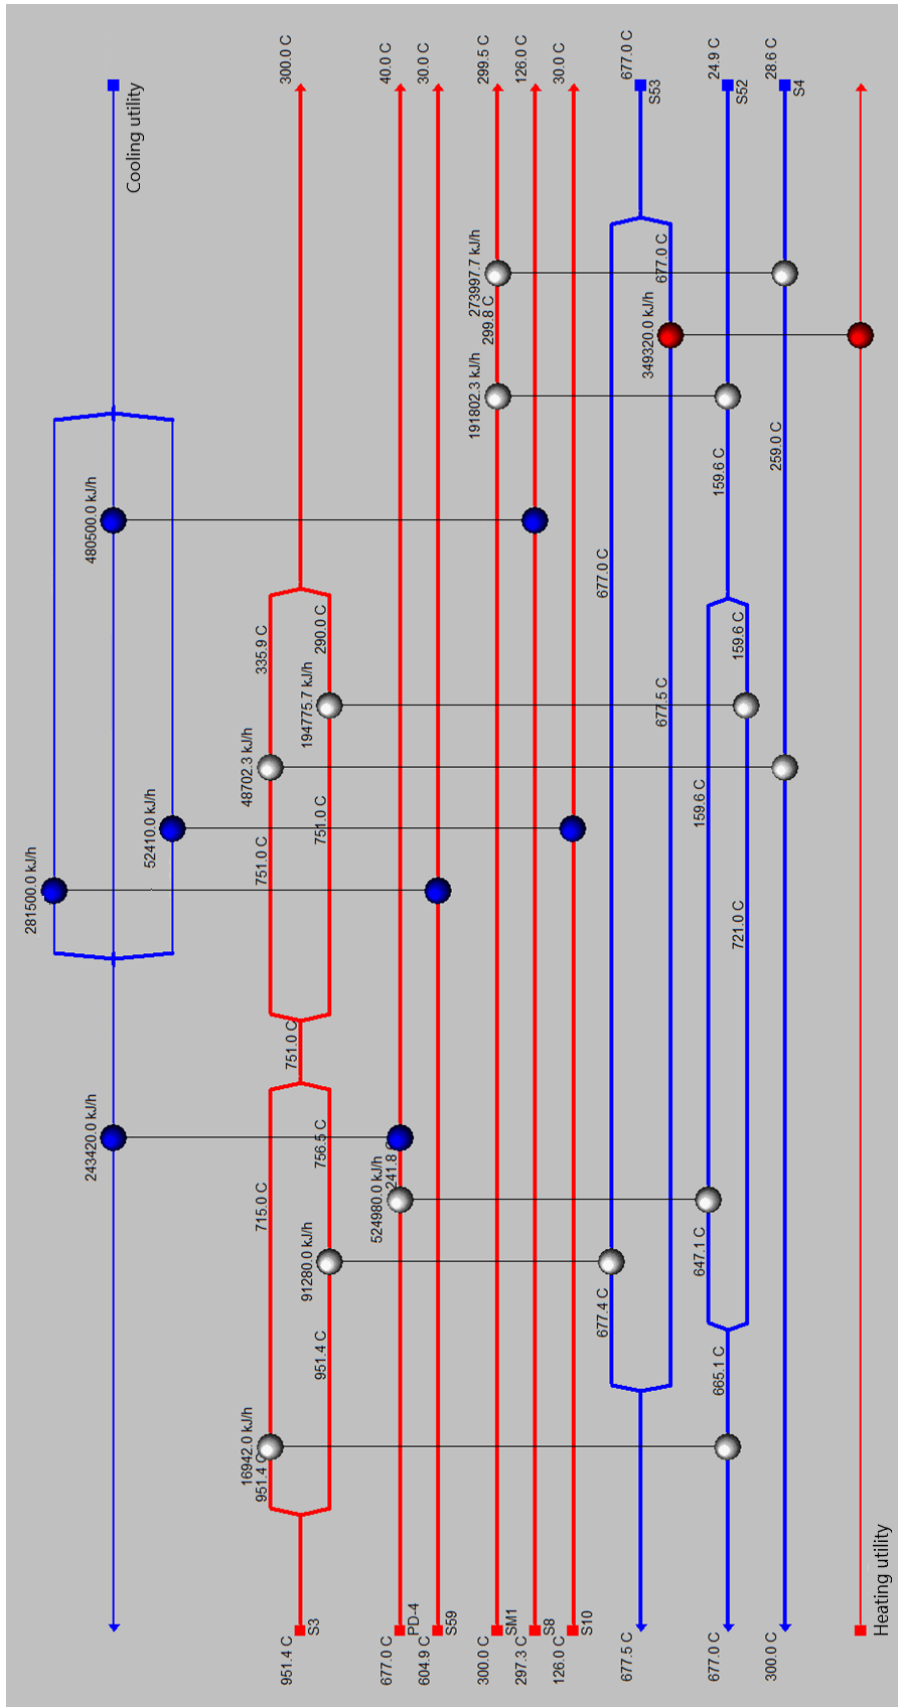 Cooling utility
281500.0 kJ/h
243420.0 kJ/h
480500.0 kJ/h
52410.0 kJ/h
951.4 C
S3
300.0 C
16942.0 kJ/h
951.4 C
715.0 C
751.0 C
48702.3 kJ/h
335.9 C
951.4 C
91280.0 kJ/h
756.5 C
751.0 C
751.0 C
194775.7 kJ/h
290.0 C
677.0 C
PD-4
524980.0 kJ/h
241.8 C
40.0 C
604.9 C
S59
30.0 C
300.0 C
SM1
191802.3 kJ/h
299.8 C
273997.7 kJ/h
299.5 C
297.3 C
S8
126.0 C
126.0 C
S10
30.0 C
677.5 C
677.4 C
677.0 C
677.5 C
349320.0 kJ/h
677.0 C
677.0 C
S53
677.0 C
665.1 C
647.1 C
159.6 C
721.0 C
159.6 C
159.6 C
24.9 C
S52
300.0 C
259.0 C
28.6 C
S4
Heating utility